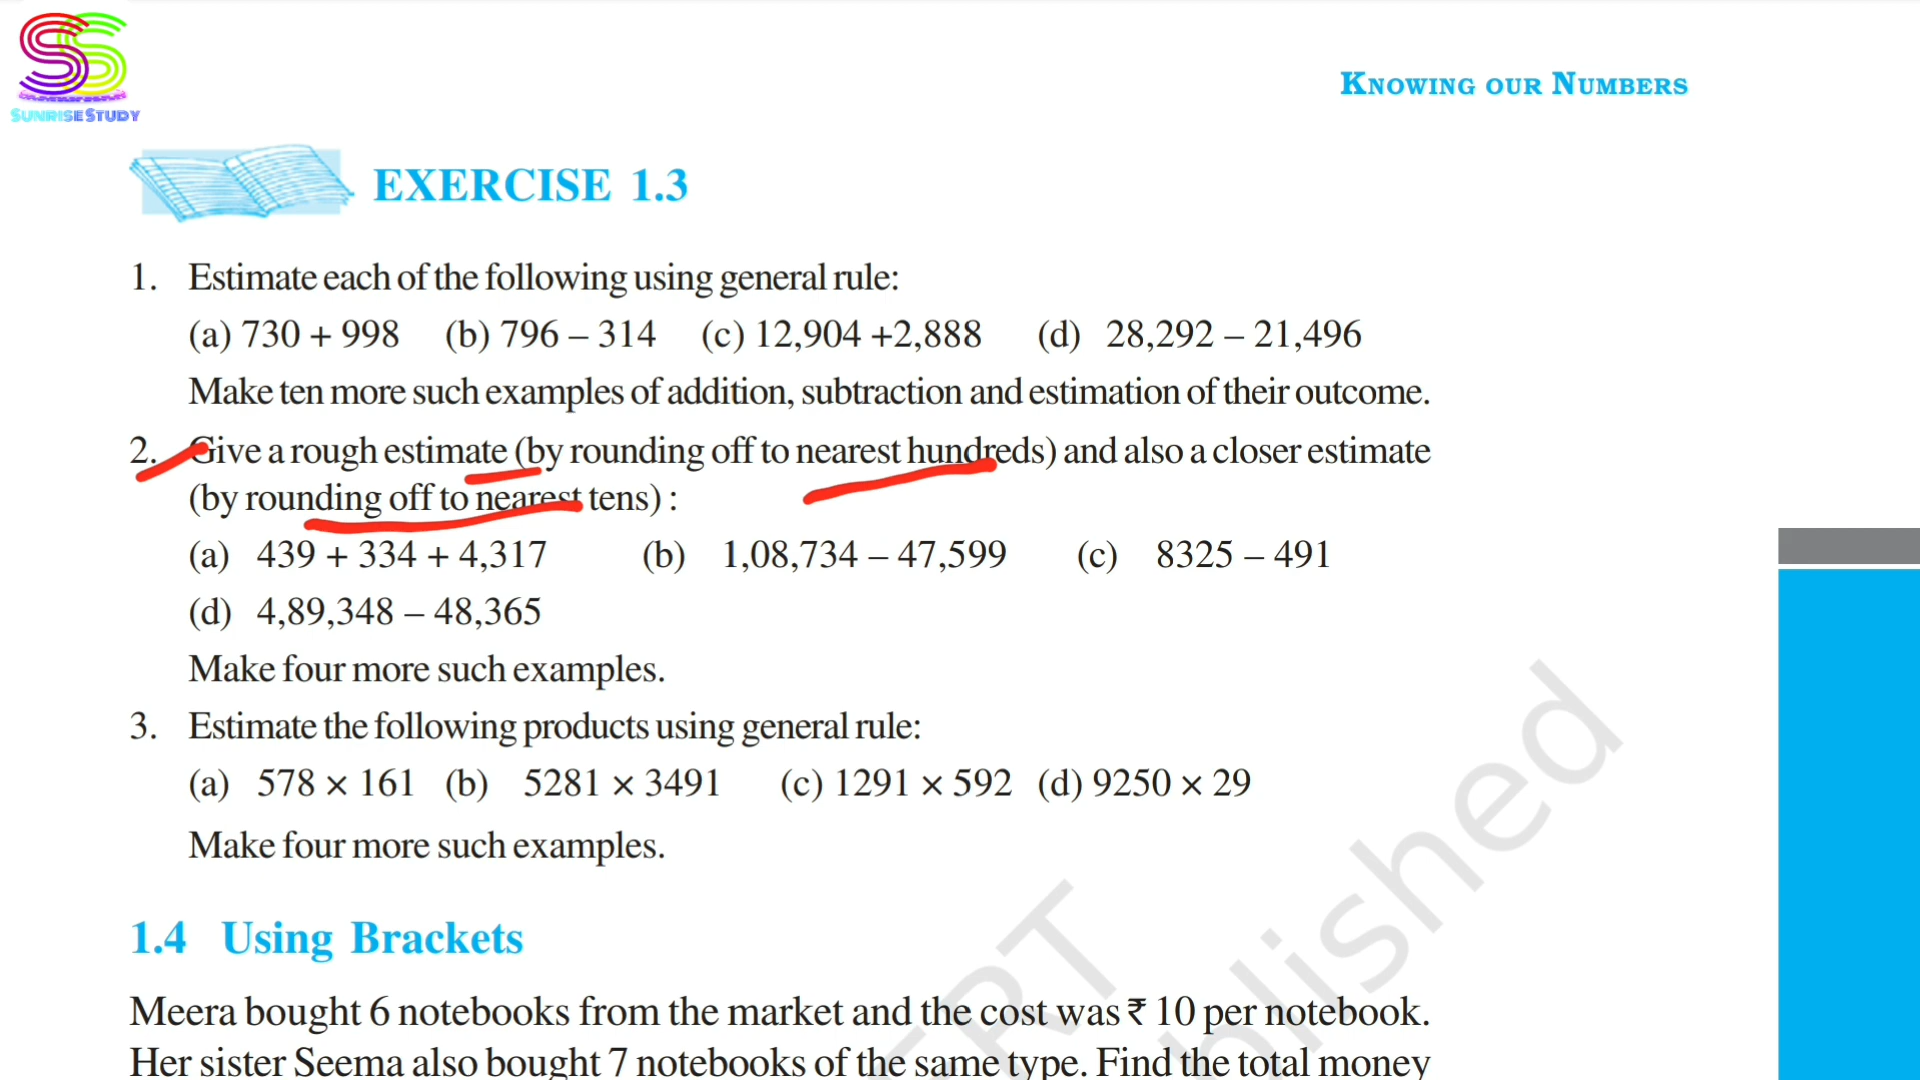 SS
SUNRISE STUDY
KNOWING OUR NUMBERS
EXERCISE 1.3
1. Estimate each of the following using general rule:
(a) 730 + 998 (b) 796 – 314 (c) 12,904 +2,888 (d) 28,292 – 21,496
Make ten more such examples of addition, subtraction and estimation of their outcome.
2. Give a rough estimate (by rounding off to nearest hundreds) and also a closer estimate
(by rounding off to nearest tens) :
(a) 439 + 334 + 4,317 (b) 1,08,734 – 47,599 (c) 8325 – 491
(d) 4,89,348 – 48,365
Make four more such examples.
3. Estimate the following products using general rule:
(a) 578 × 161 (b) 5281 × 3491 (c) 1291 × 592 (d) 9250 × 29
Make four more such examples.
1.4 Using Brackets
Meera bought 6 notebooks from the market and the cost was ₹ 10 per notebook.
Her sister Seema also bought 7 notebooks of the same type. Find the total money